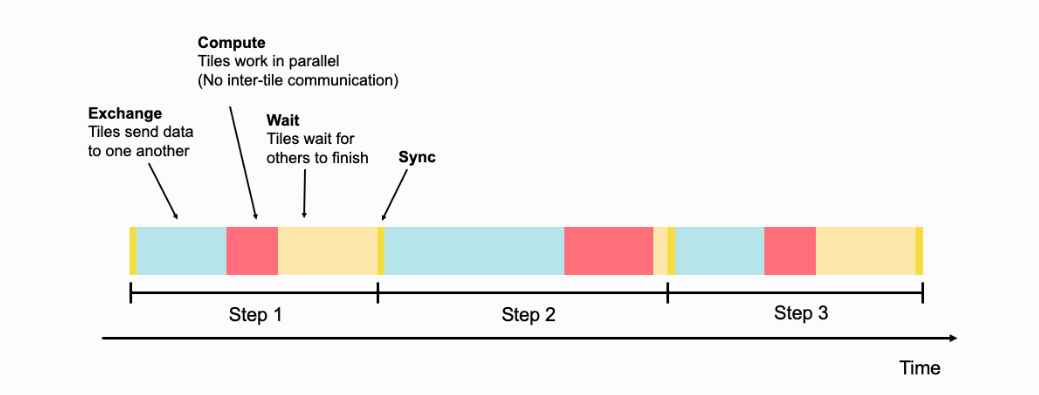 Compute
Tiles work in parallel
(No inter-tile communication)
Exchange
Tiles send data
to one another
Wait
Tiles wait for
others to finish
Sync
Step 1
Step 2
Step 3
Time